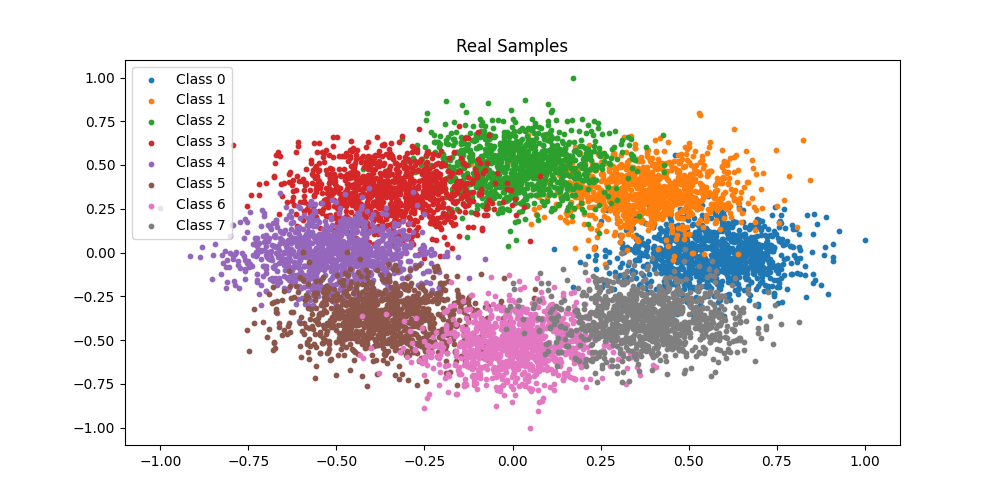 Real Samples
1.00
0.75
0.50
0.25
0.00
−0.25
−0.50
−0.75
−1.00
Class 0
Class 1
Class 2
Class 3
Class 4
Class 5
Class 6
Class 7
−1.00 −0.75 −0.50 −0.25 0.00 0.25 0.50 0.75 1.00